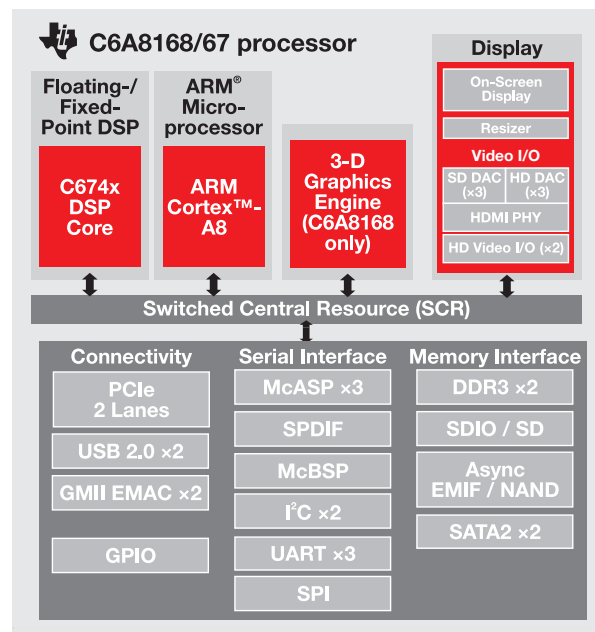 C6A8168/67 processor
Floating-/
Fixed-
Point DSP
C674x
DSP
Core
ARM®
Micro-
processor
ARM
Cortex™-
A8
3-D
Graphics
Engine
(C6A8168
only)
Display
On-Screen
Display
Resizer
Video I/O
SD DAC
(×3)
HD DAC
(×3)
HDMI PHY
HD Video I/O (×2)
Switched Central Resource (SCR)
Connectivity
PCIe
2 Lanes
USB 2.0 ×2
GMII EMAC ×2
GPIO
Serial Interface
McASP ×3
SPDIF
McBSP
I²C ×2
UART ×3
SPI
Memory Interface
DDR3 ×2
SDIO / SD
Async
EMIF / NAND
SATA2 ×2